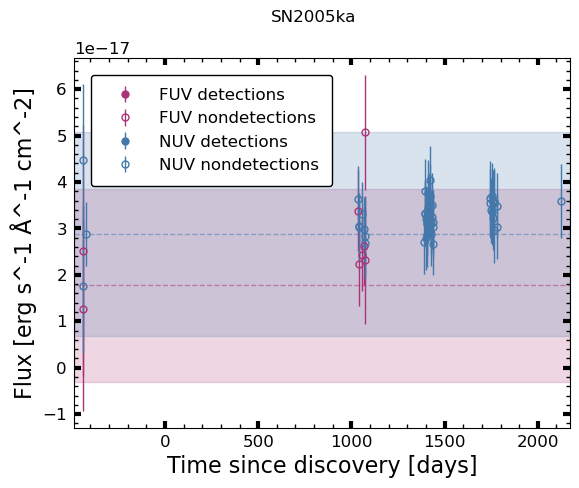 SN2005ka
1e−17
FUV detections
FUV nondetections
NUV detections
NUV nondetections
6
5
4
3
2
1
0
−1
Flux [erg s^-1 Å^-1 cm^-2]
0
500
1000
1500
2000
Time since discovery [days]